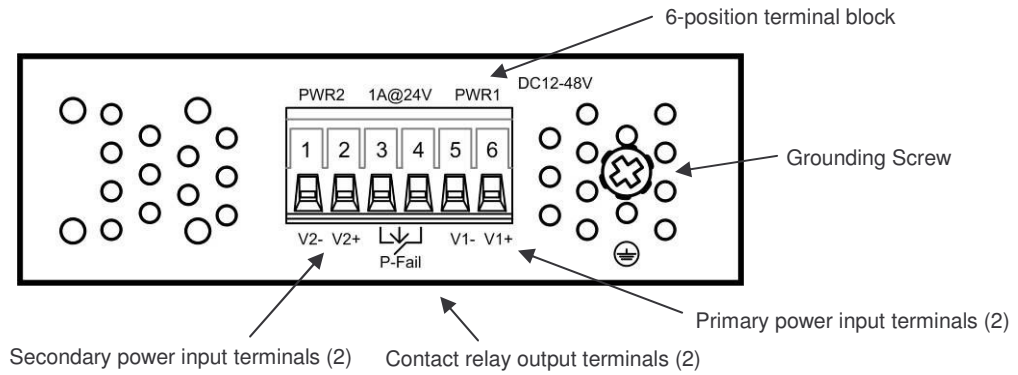 6-position terminal block
PWR2 1A@24V PWR1 DC12-48V
1 2 3 4 5 6
Grounding Screw
V2- V2+ V1- V1+
P-Fail
Primary power input terminals (2)
Secondary power input terminals (2) Contact relay output terminals (2)